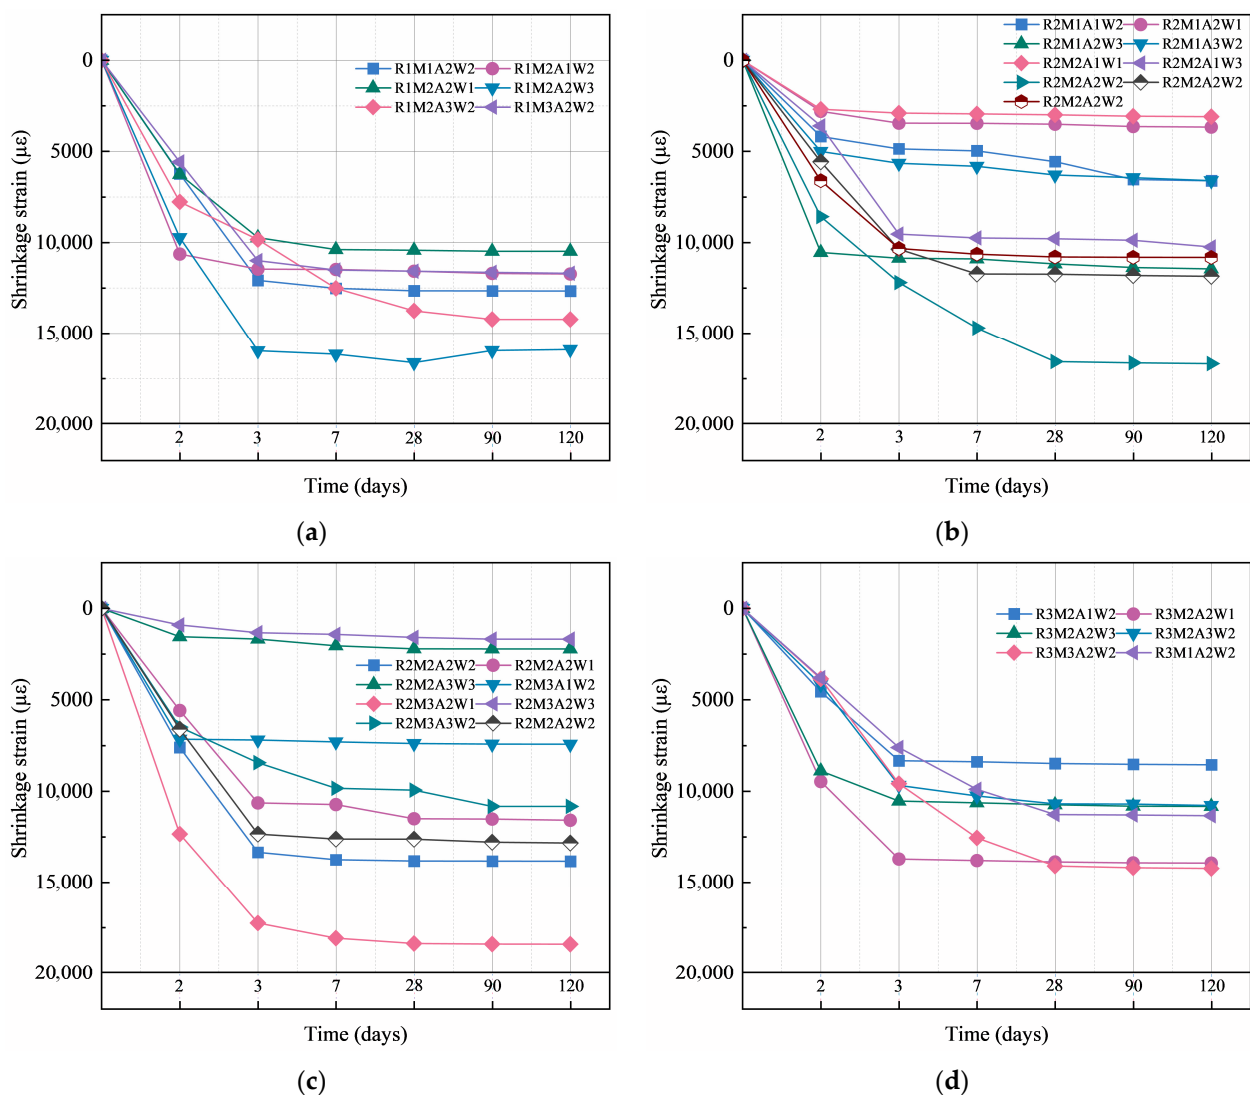 R1M1A2W2 R1M2A1W2
R1M2A2W1 R1M2A2W3
R1M2A3W2 R1M3A2W2
0
5000
10,000
15,000
20,000
Shrinkage strain (με)
2 3 7 28 90 120
Time (days)
(a)
R2M1A1W2 R2M1A2W1
R2M1A2W3 R2M1A3W2
R2M2A1W1 R2M2A1W3
R2M2A2W2 R2M2A2W2
R2M2A2W2
0
5000
10,000
15,000
20,000
Shrinkage strain (με)
2 3 7 28 90 120
Time (days)
(b)
R2M2A2W2 R2M2A2W1
R2M2A3W3 R2M3A1W2
R2M3A2W1 R2M3A2W3
R2M3A3W2 R2M2A2W2
0
5000
10,000
15,000
20,000
Shrinkage strain (με)
2 3 7 28 90 120
Time (days)
(c)
R3M2A1W2 R3M2A2W1
R3M2A2W3 R3M2A3W2
R3M3A2W2 R3M1A2W2
0
5000
10,000
15,000
20,000
Shrinkage strain (με)
2 3 7 28 90 120
Time (days)
(d)